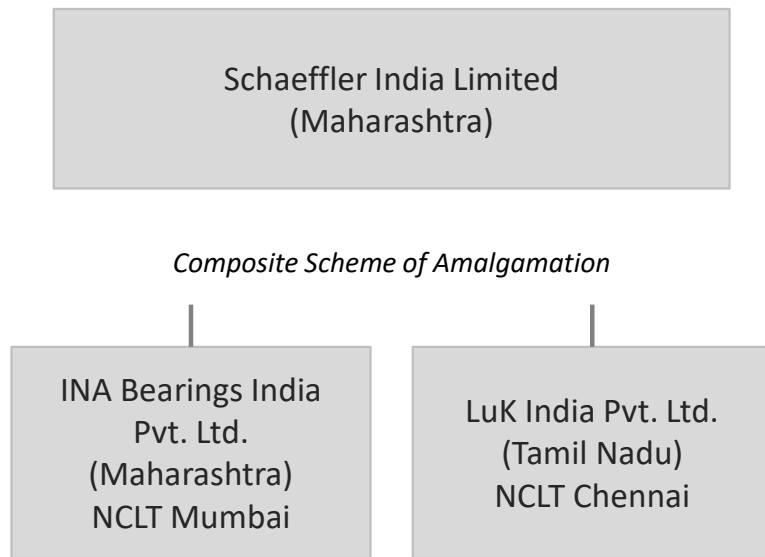 Schaeffler India Limited
(Maharashtra)
Composite Scheme of Amalgamation
INA Bearings India
Pvt. Ltd.
(Maharashtra)
NCLT Mumbai
LuK India Pvt. Ltd.
(Tamil Nadu)
NCLT Chennai